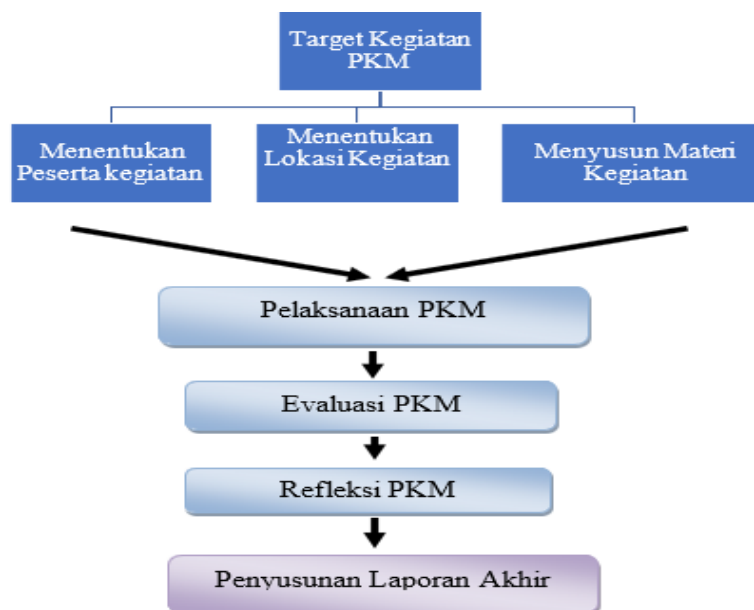 Target Kegiatan
PKM
Menentukan
Peserta kegiatan
Menentukan
Lokasi Kegiatan
Menyusun Materi
Kegiatan
Pelaksanaan PKM
Evaluasi PKM
Refleksi PKM
Penyusunan Laporan Akhir